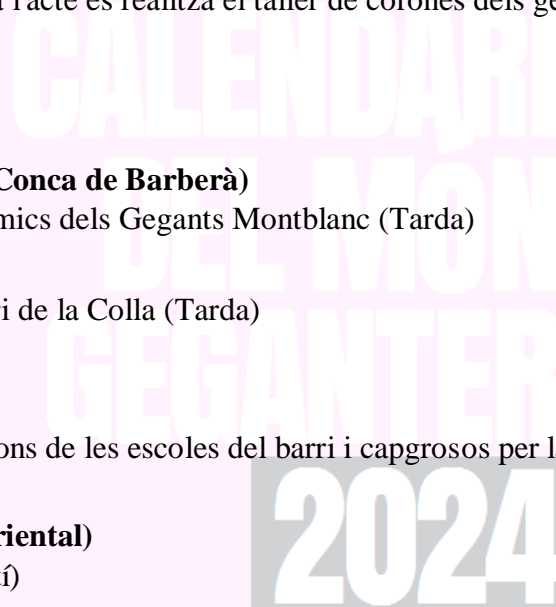 l'acte es realitza el taller de corones dels ge
CALENDARI
Conca de Barberà)
mics dels Gegants Montblanc (Tarda)
DEL MÓN
i de la Colla (Tarda)
GEGANTER
ons de les escoles del barri i capgrosos per l
2024
riental)
tí)